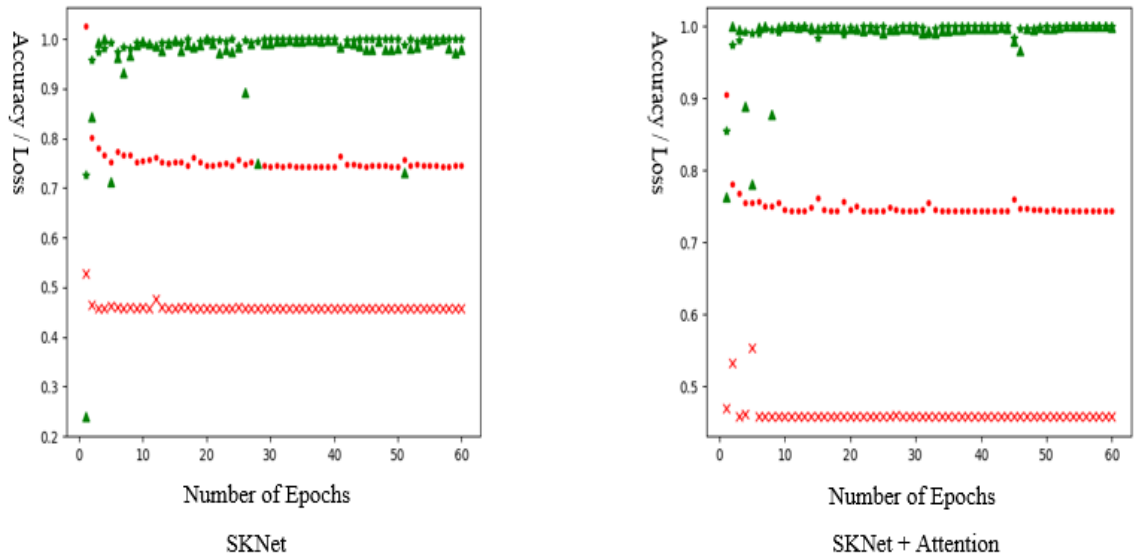 Accuracy / Loss
1.0
0.9
0.8
0.7
0.6
0.5
0.4
0.3
0.2
0 10 20 30 40 50 60
Number of Epochs
SKNet
Accuracy / Loss
1.0
0.9
0.8
0.7
0.6
0.5
0 10 20 30 40 50 60
Number of Epochs
SKNet + Attention